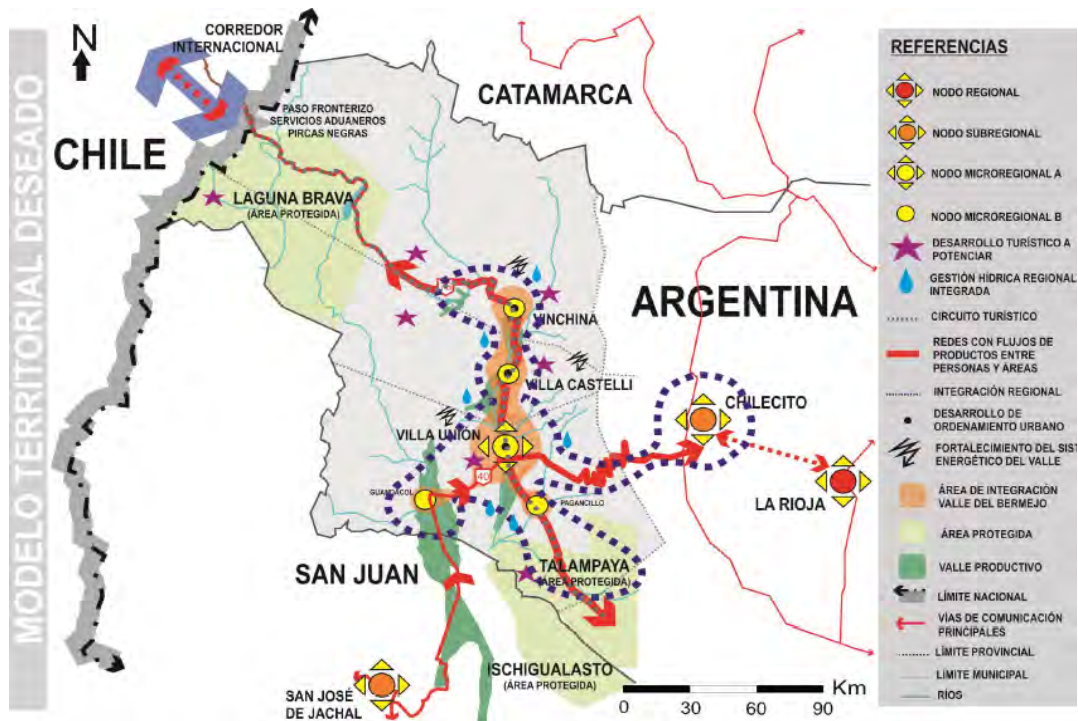 MODELO TERRITORIAL DESEADO
N
CORREDOR
INTERNACIONAL
PASO FRONTERIZO
SERVICIOS ADUANEROS
PIRCAS NEGRAS
CHILE
CATAMARCA
LAGUNA BRAVA
(ÁREA PROTEGIDA)
ARGENTINA
VINCHINA
VILLA CASTELLI
CHILECITO
VILLA UNIÓN
40
GUANDACOL
PAGANCILLO
LA RIOJA
SAN JUAN
TALAMPAYA
(ÁREA PROTEGIDA)
ISCHIGUALASTO
(ÁREA PROTEGIDA)
SAN JOSÉ
DE JACHAL
Km
0 30 60 90
REFERENCIAS
NODO REGIONAL
NODO SUBREGIONAL
NODO MICROREGIONAL A
NODO MICROREGIONAL B
DESARROLLO TURÍSTICO A
POTENCIAR
GESTIÓN HÍDRICA REGIONAL
INTEGRADA
CIRCUITO TURÍSTICO
REDES CON FLUJOS DE
PRODUCTOS ENTRE
PERSONAS Y ÁREAS
INTEGRACIÓN REGIONAL
DESARROLLO DE
ORDENAMIENTO URBANO
FORTALECIMIENTO DEL SIST
ENERGÉTICO DEL VALLE
ÁREA DE INTEGRACIÓN
VALLE DEL BERMEJO
ÁREA PROTEGIDA
VALLE PRODUCTIVO
LÍMITE NACIONAL
VÍAS DE COMUNICACIÓN
PRINCIPALES
LÍMITE PROVINCIAL
LÍMITE MUNICIPAL
RÍOS